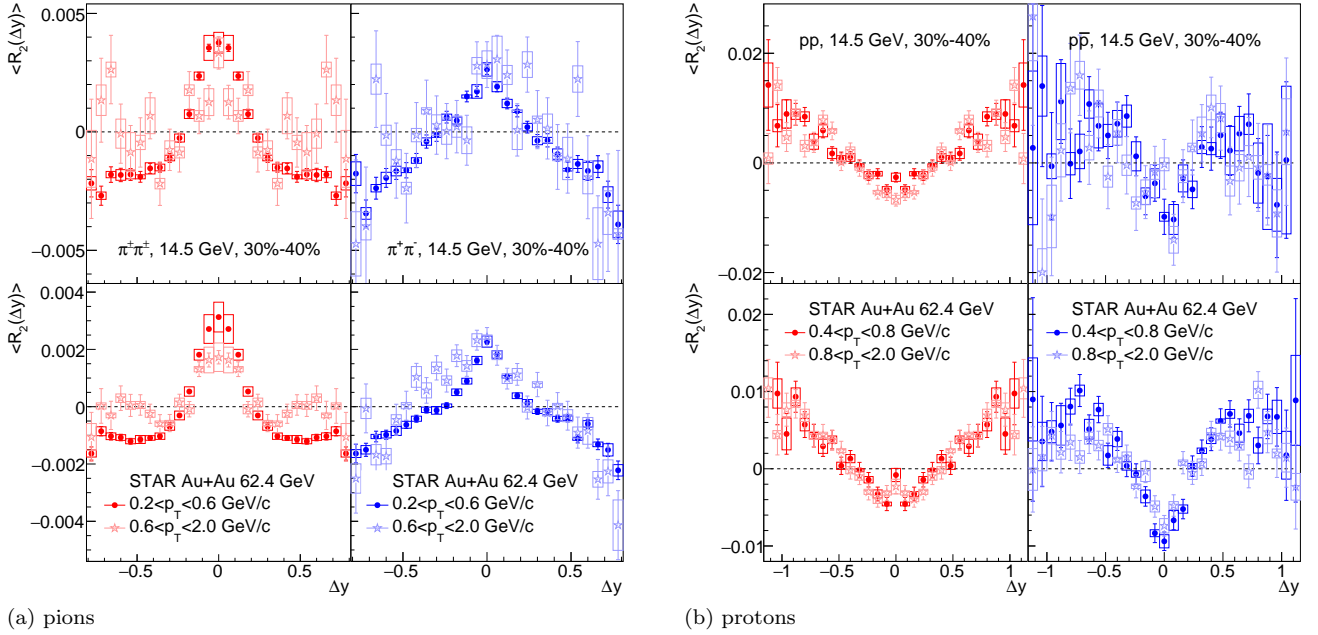 <R₂(Δy)>
0.005
0
−0.005
π±π±, 14.5 GeV, 30%-40%
π⁺π⁻, 14.5 GeV, 30%-40%
<R₂(Δy)>
0.004
0.002
0
−0.002
−0.004
STAR Au+Au 62.4 GeV
0.2<p_T<0.6 GeV/c
0.6<p_T<2.0 GeV/c
STAR Au+Au 62.4 GeV
0.2<p_T<0.6 GeV/c
0.6<p_T<2.0 GeV/c
−0.5 0 0.5
Δy
−0.5 0 0.5
Δy
(a) pions
<R₂(Δy)>
0.02
0
−0.02
pp, 14.5 GeV, 30%-40%
pp̅, 14.5 GeV, 30%-40%
<R₂(Δy)>
0.02
0.01
0
−0.01
STAR Au+Au 62.4 GeV
0.4<p_T<0.8 GeV/c
0.8<p_T<2.0 GeV/c
STAR Au+Au 62.4 GeV
0.4<p_T<0.8 GeV/c
0.8<p_T<2.0 GeV/c
−1 −0.5 0 0.5 1
Δy
−1 −0.5 0 0.5 1
Δy
(b) protons